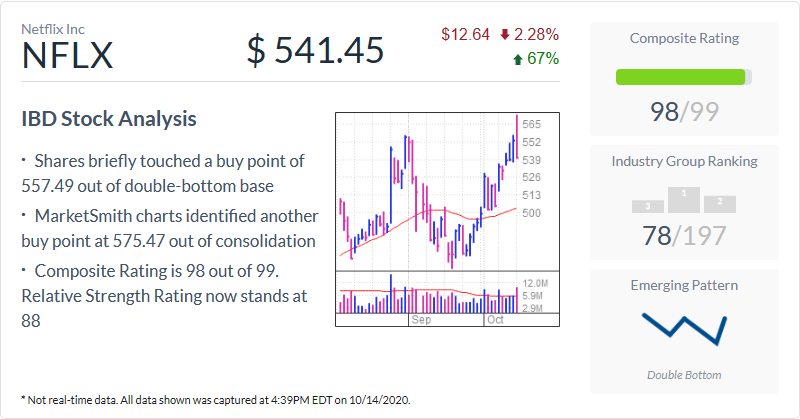 Netflix Inc
NFLX
$ 541.45
$12.64 2.28%
67%
IBD Stock Analysis
· Shares briefly touched a buy point of
557.49 out of double-bottom base
· MarketSmith charts identified another
buy point at 575.47 out of consolidation
· Composite Rating is 98 out of 99.
Relative Strength Rating now stands at
88
565
552
539
526
513
500
12.0M
5.9M
2.9M
Sep Oct
Composite Rating
98/99
Industry Group Ranking
3 1 2
78/197
Emerging Pattern
Double Bottom
* Not real-time data. All data shown was captured at 4:39PM EDT on 10/14/2020.